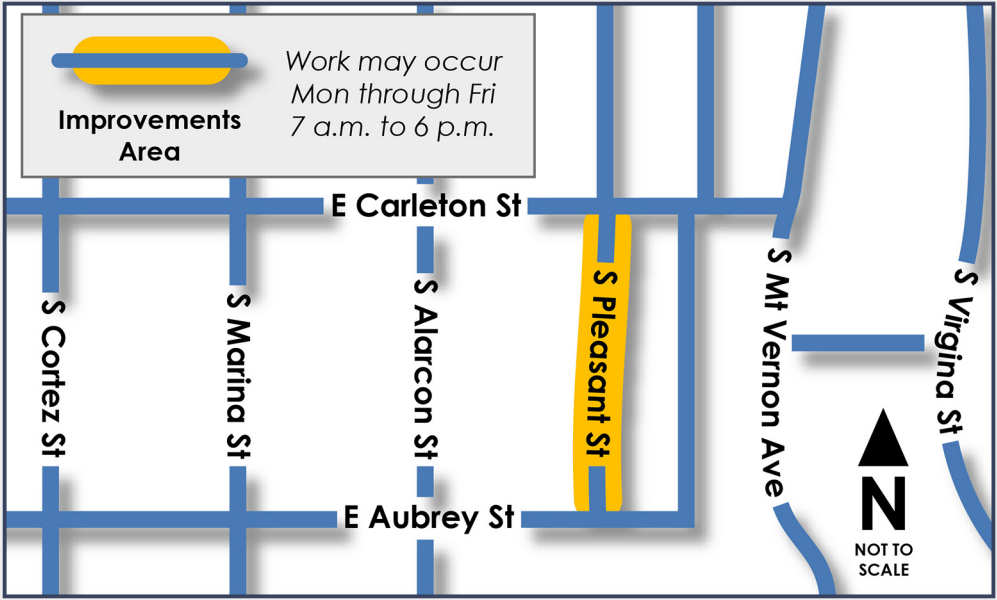 Work may occur
Mon through Fri
7 a.m. to 6 p.m.
Improvements
Area
E Carleton St
S Cortez St
S Marina St
S Alarcon St
S Pleasant St
S Mt Vernon Ave
S Virgina St
E Aubrey St
N
NOT TO
SCALE